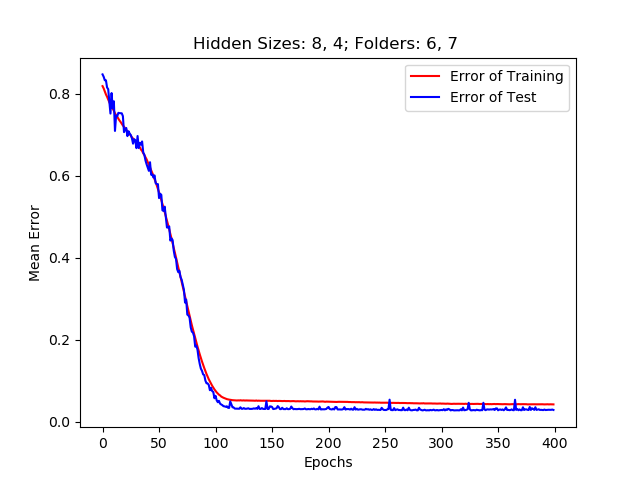 Hidden Sizes: 8, 4; Folders: 6, 7
Error of Training
Error of Test
Mean Error
0.8
0.6
0.4
0.2
0.0
0
50
100
150
200
250
300
350
400
Epochs